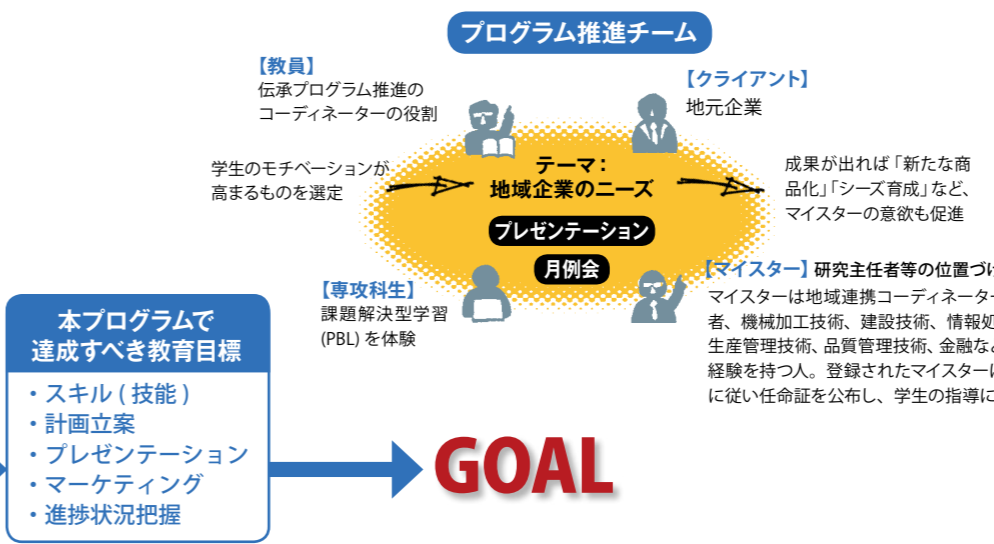 プログラム推進チーム
【教員】
伝承プログラム推進の
コーディネーターの役割
【クライアント】
地元企業
学生のモチベーションが
高まるものを選定
テーマ：
地域企業のニーズ
プレゼンテーション
月例会
成果が出れば「新たな商
品化」「シーズ育成」など、
マイスターの意欲も促進
【専攻科生】
課題解決型学習
(PBL) を体験
【マイスター】研究主任者等の位置づけ
マイスターは地域連携コーディネーター
者、機械加工技術、建設技術、情報処
生産管理技術、品質管理技術、金融など
経験を持つ人。登録されたマイスターに
に従い任命証を公布し、学生の指導に
本プログラムで
達成すべき教育目標
・スキル ( 技能 )
・計画立案
・プレゼンテーション
・マーケティング
・進捗状況把握
GOAL